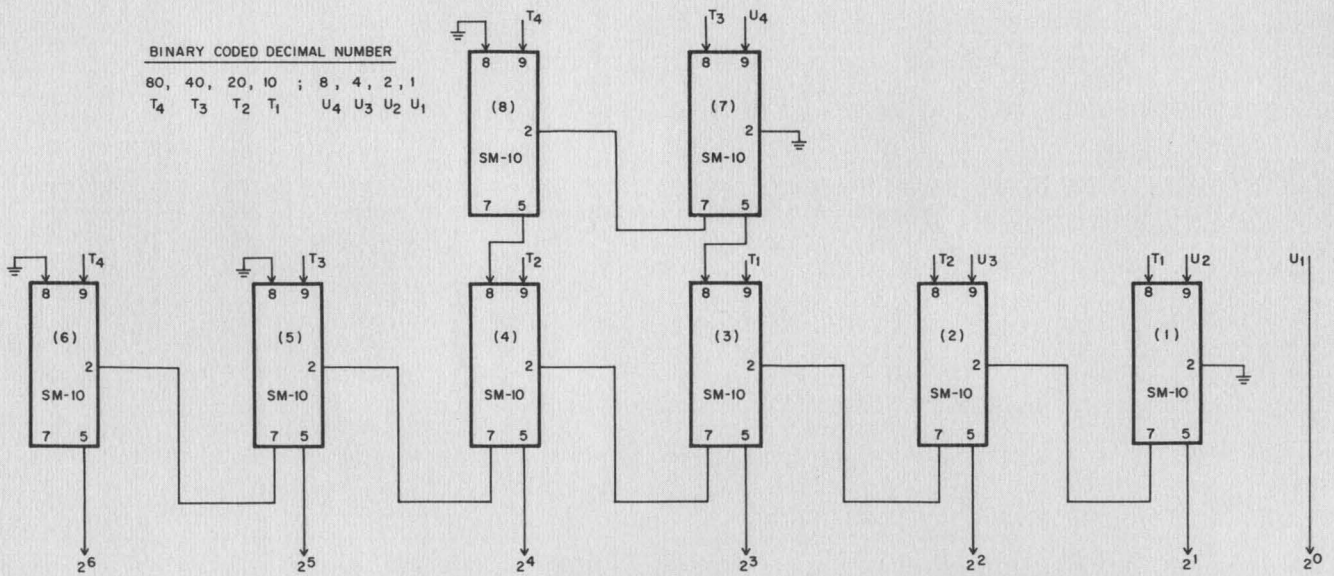 T4 T3 U4
BINARY CODED DECIMAL NUMBER
80, 40, 20, 10 ; 8, 4, 2, 1
T4 T3 T2 T1 U4 U3 U2 U1
8 9 8 9
(8) (7)
2 2
SM-10 SM-10
7 5 7 5
T4 T3 T2 T1 T2 U3 T1 U2 U1
8 9 8 9 8 9 8 9 8 9 8 9
(6) (5) (4) (3) (2) (1)
2 2 2 2 2 2
SM-10 SM-10 SM-10 SM-10 SM-10 SM-10
7 5 7 5 7 5 7 5 7 5 7 5
2^6 2^5 2^4 2^3 2^2 2^1 2^0